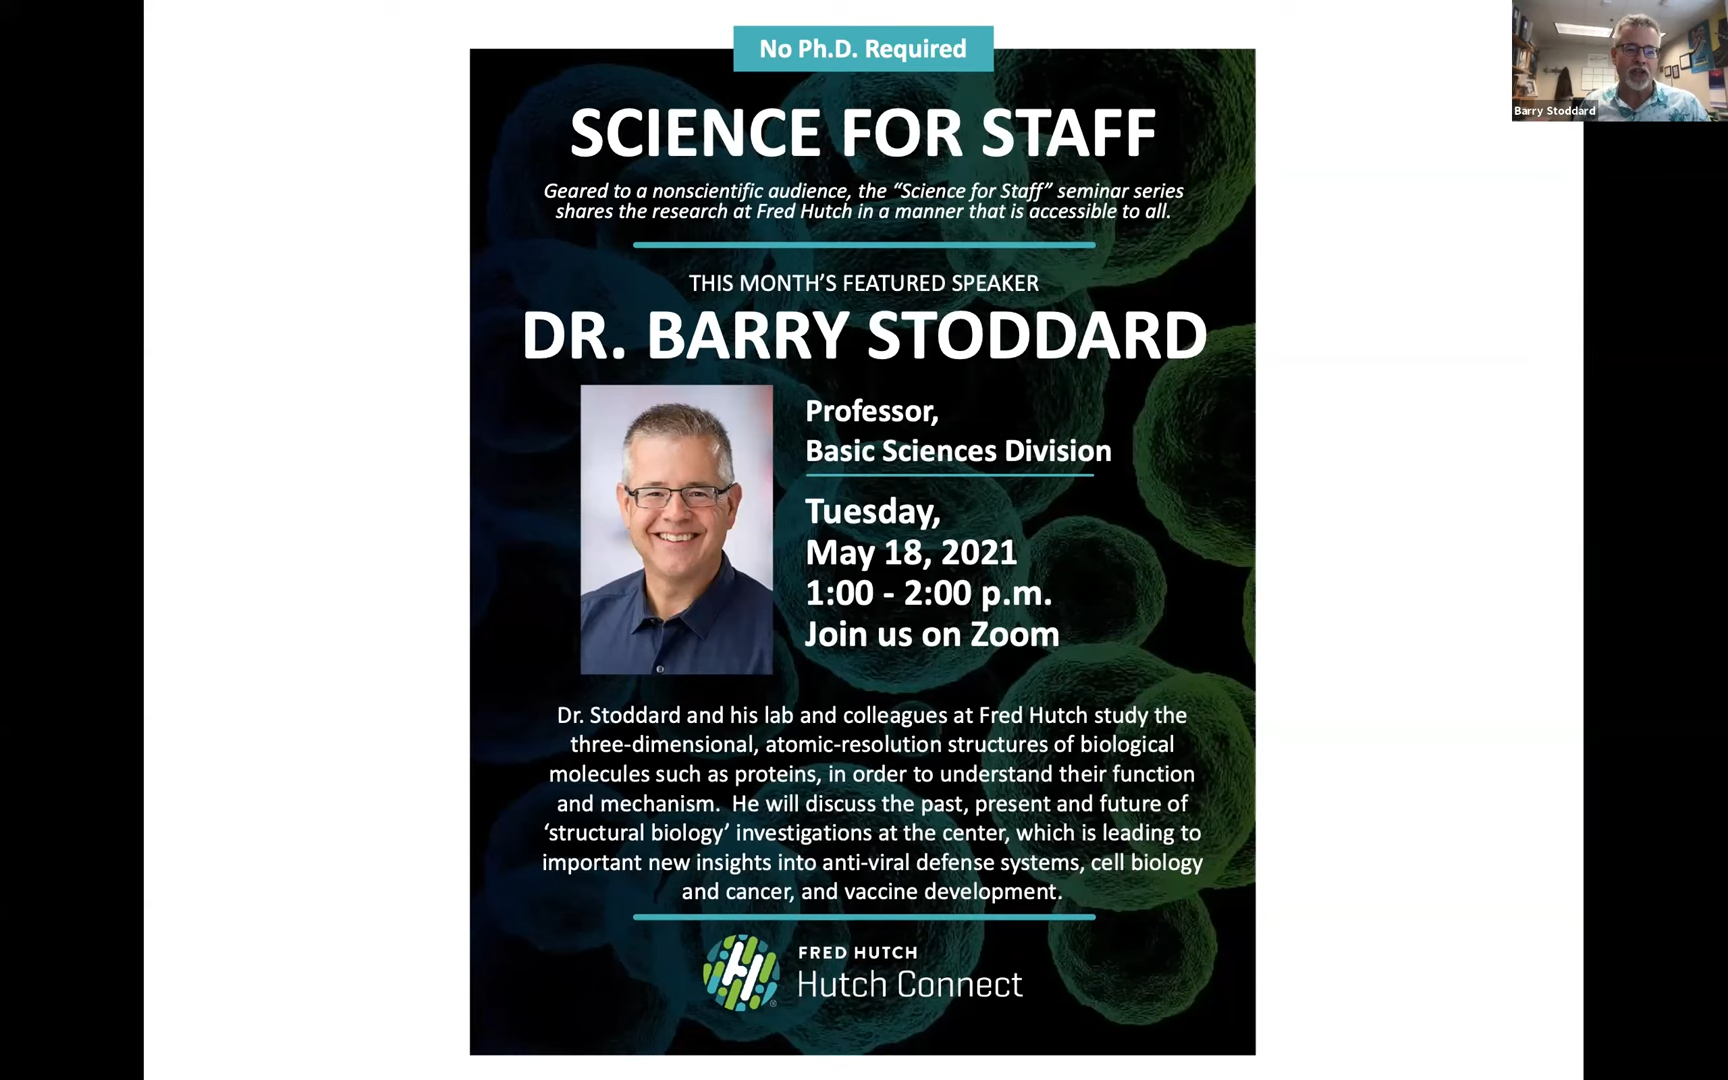 No Ph.D. Required
SCIENCE FOR STAFF
Geared to a nonscientific audience, the “Science for Staff” seminar series
shares the research at Fred Hutch in a manner that is accessible to all.
THIS MONTH’S FEATURED SPEAKER
DR. BARRY STODDARD
Professor,
Basic Sciences Division
Tuesday,
May 18, 2021
1:00 - 2:00 p.m.
Join us on Zoom
Dr. Stoddard and his lab and colleagues at Fred Hutch study the
three-dimensional, atomic-resolution structures of biological
molecules such as proteins, in order to understand their function
and mechanism.  He will discuss the past, present and future of
‘structural biology’ investigations at the center, which is leading to
important new insights into anti-viral defense systems, cell biology
and cancer, and vaccine development.
FRED HUTCH
Hutch Connect
Barry Stoddard